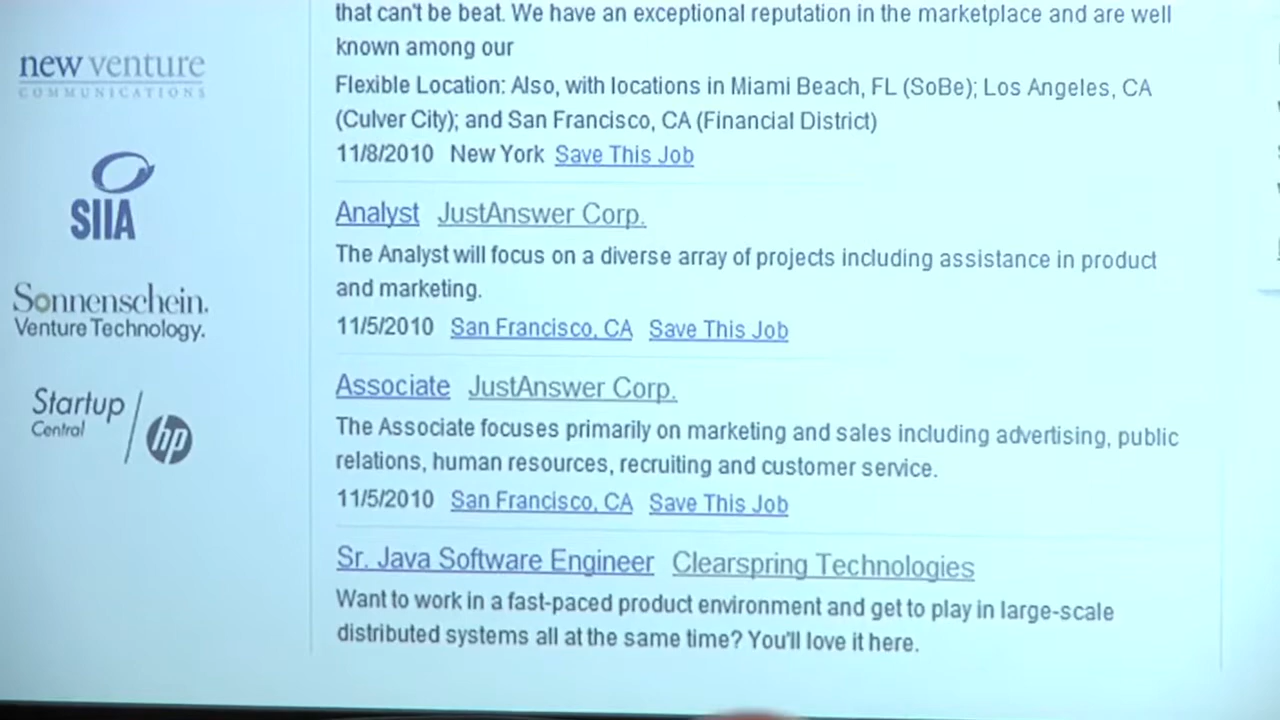 that can't be beat. We have an exceptional reputation in the marketplace and are well
known among our
Flexible Location: Also, with locations in Miami Beach, FL (SoBe); Los Angeles, CA
(Culver City); and San Francisco, CA (Financial District)
11/8/2010 New York Save This Job
Analyst JustAnswer Corp.
The Analyst will focus on a diverse array of projects including assistance in product
and marketing.
11/5/2010 San Francisco, CA Save This Job
Associate JustAnswer Corp.
The Associate focuses primarily on marketing and sales including advertising, public
relations, human resources, recruiting and customer service.
11/5/2010 San Francisco, CA Save This Job
Sr. Java Software Engineer Clearspring Technologies
Want to work in a fast-paced product environment and get to play in large-scale
distributed systems all at the same time? You'll love it here.
new venture
COMMUNICATIONS
SIIA
Sonnenschein.
Venture Technology.
Startup
Central
hp